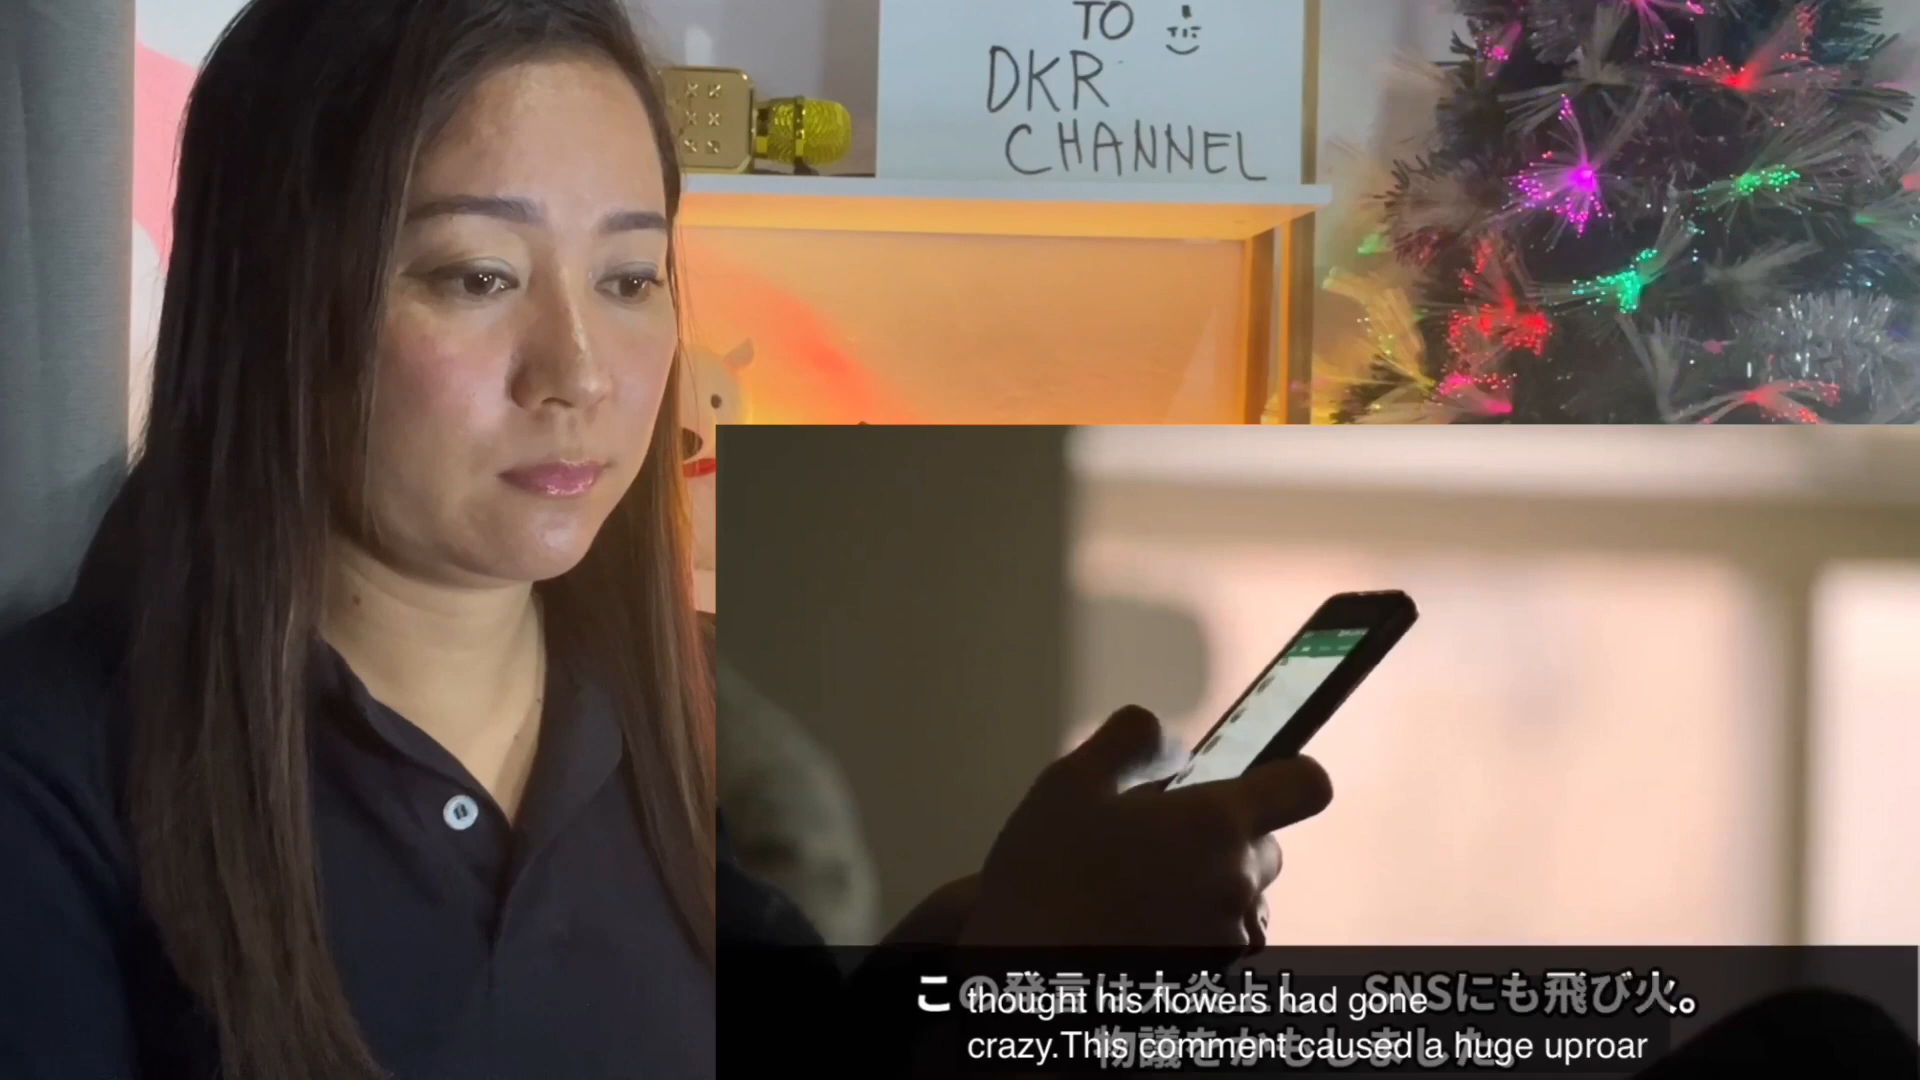 TO
DKR
CHANNEL
この発言は大炎上し、SNSにも飛び火。
物議をかもしました。
thought his flowers had gone
crazy.This comment caused a huge uproar